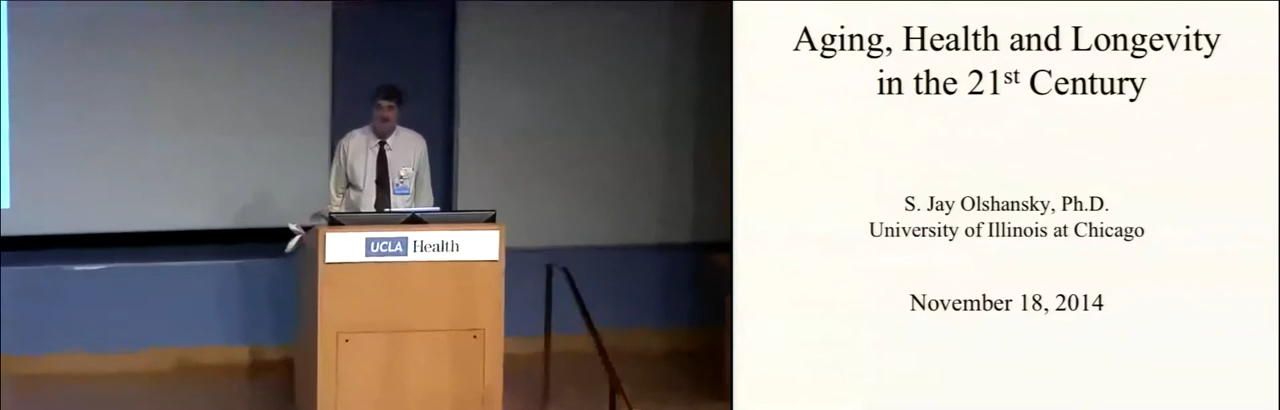 UCLA Health
Aging, Health and Longevity
in the 21st Century
S. Jay Olshansky, Ph.D.
University of Illinois at Chicago
November 18, 2014